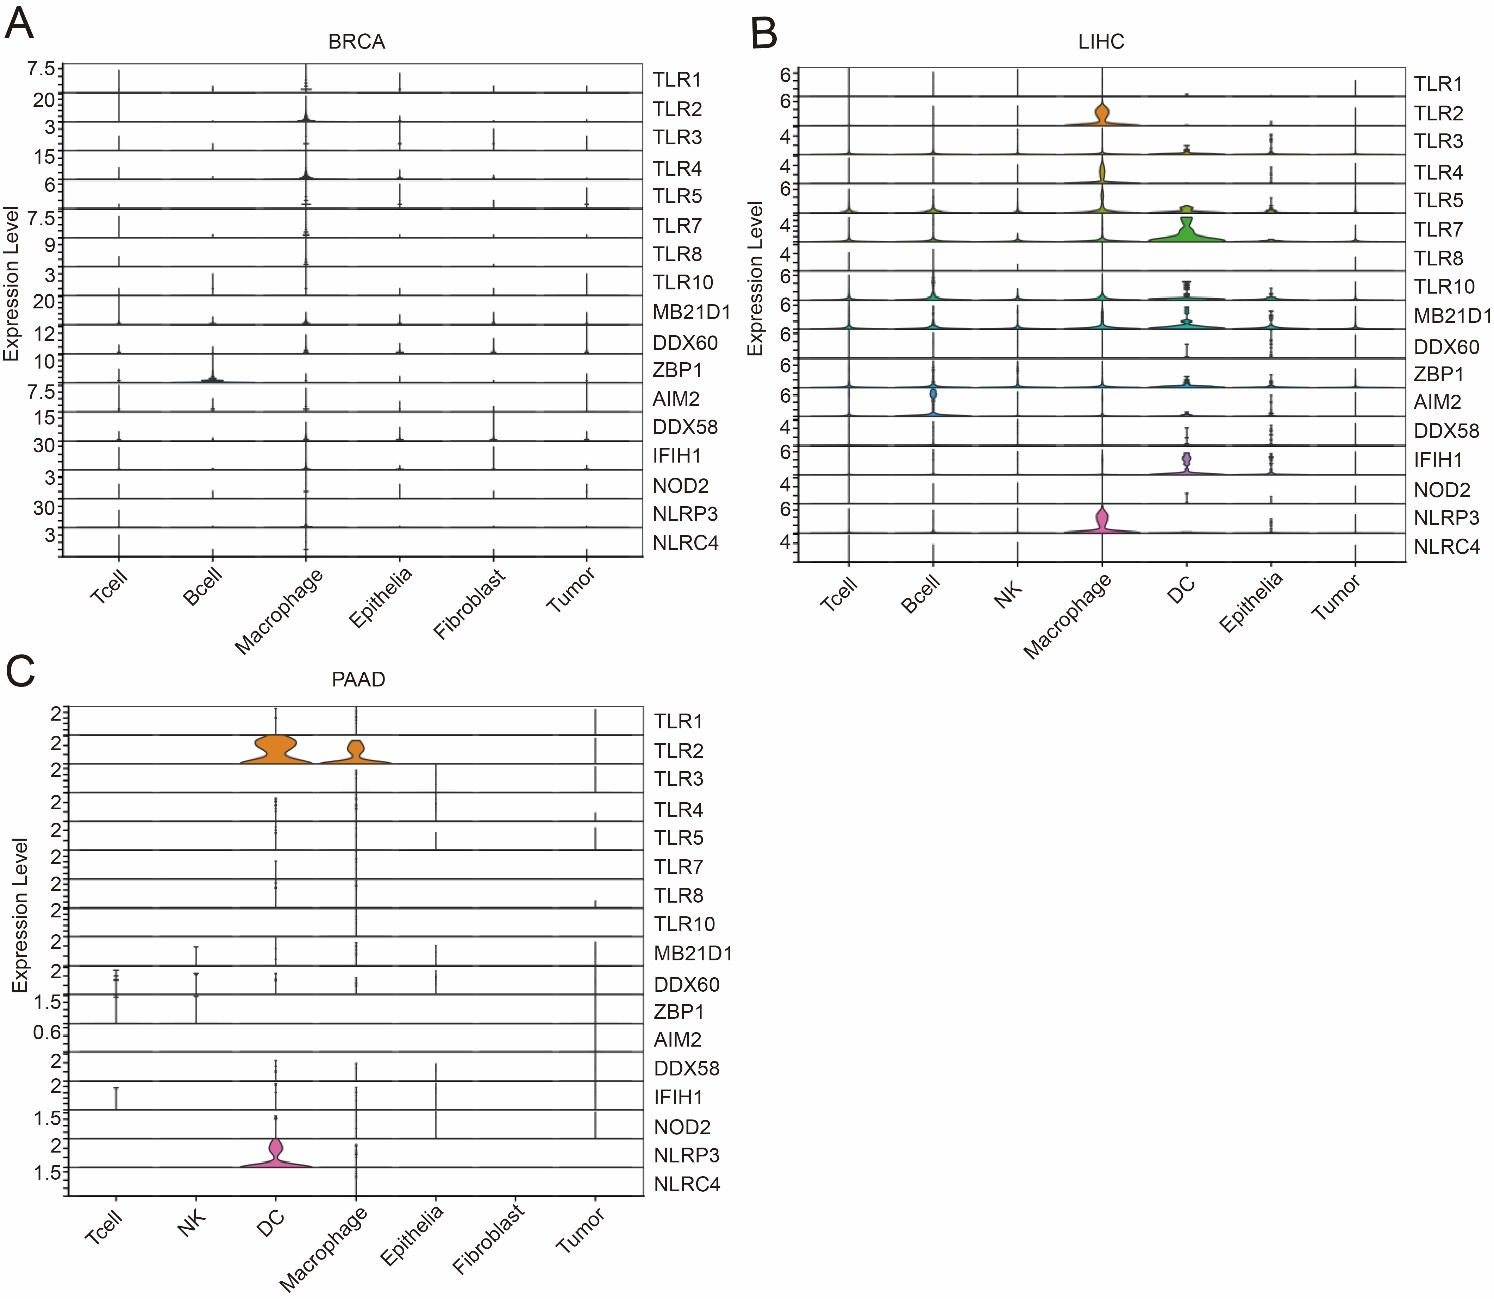 A
BRCA
Expression Level
7.5 TLR1
20 TLR2
3 TLR3
15 TLR4
6 TLR5
7.5 TLR7
9 TLR8
3 TLR10
20 MB21D1
12 DDX60
10 ZBP1
7.5 AIM2
15 DDX58
30 IFIH1
3 NOD2
30 NLRP3
3 NLRC4
Tcell Bcell Macrophage Epithelia Fibroblast Tumor
B
LIHC
Expression Level
6 TLR1
6 TLR2
4 TLR3
4 TLR4
6 TLR5
4 TLR7
4 TLR8
6 TLR10
6 MB21D1
6 DDX60
6 ZBP1
6 AIM2
4 DDX58
6 IFIH1
4 NOD2
6 NLRP3
4 NLRC4
Tcell Bcell NK Macrophage DC Epithelia Tumor
C
PAAD
Expression Level
2 TLR1
2 TLR2
2 TLR3
2 TLR4
2 TLR5
2 TLR7
2 TLR8
2 TLR10
2 MB21D1
2 DDX60
1.5 ZBP1
0.6 AIM2
2 DDX58
2 IFIH1
1.5 NOD2
2 NLRP3
1.5 NLRC4
Tcell NK DC Macrophage Epithelia Fibroblast Tumor